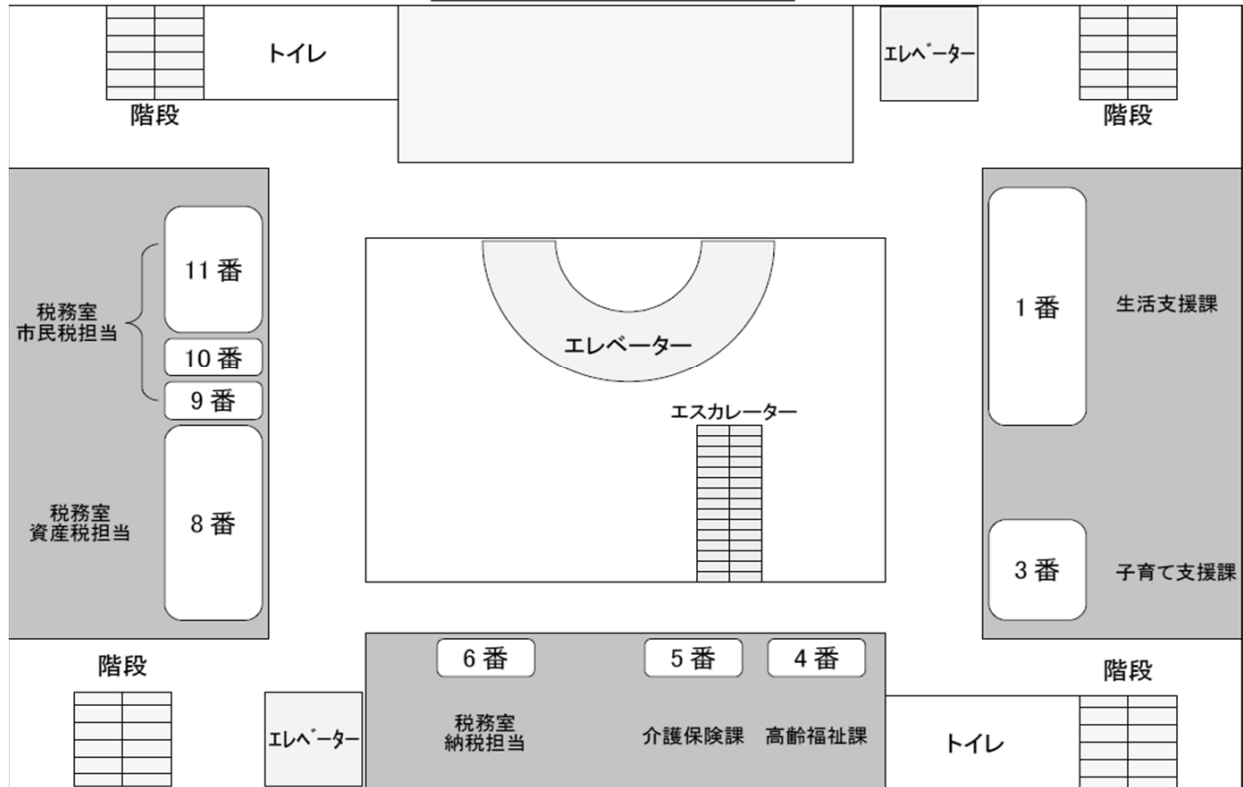 トイレ
エレベーター
階段
階段
11番
税務室
市民税担当
10番
9番
税務室
資産税担当
8番
エレベーター
エスカレーター
1番
生活支援課
3番
子育て支援課
階段
エレベーター
6番
税務室
納税担当
5番
介護保険課
4番
高齢福祉課
トイレ
階段